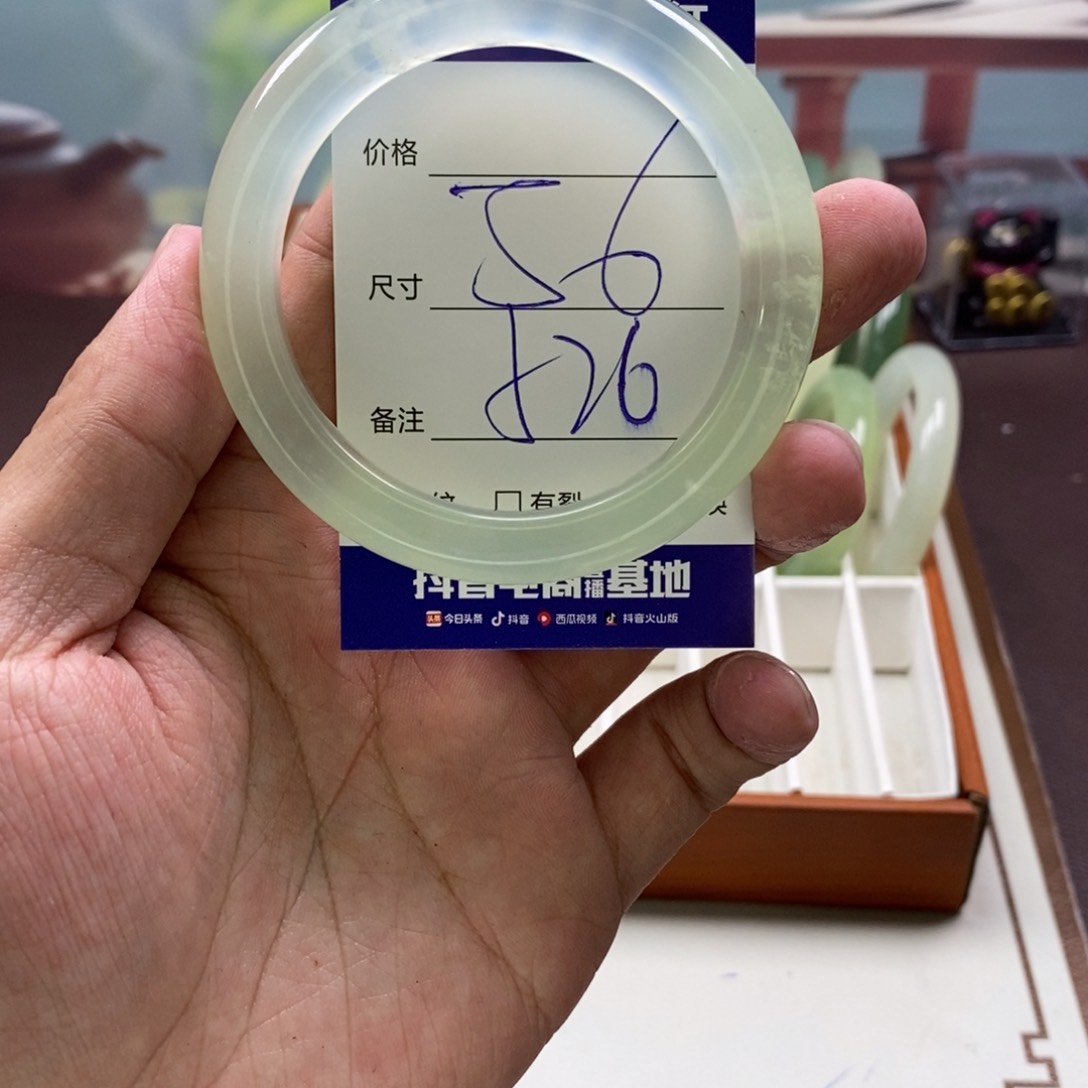 价格
尺寸 56
备注
□有裂
抖音电商直播基地
今日头条 抖音 西瓜视频 抖音火山版